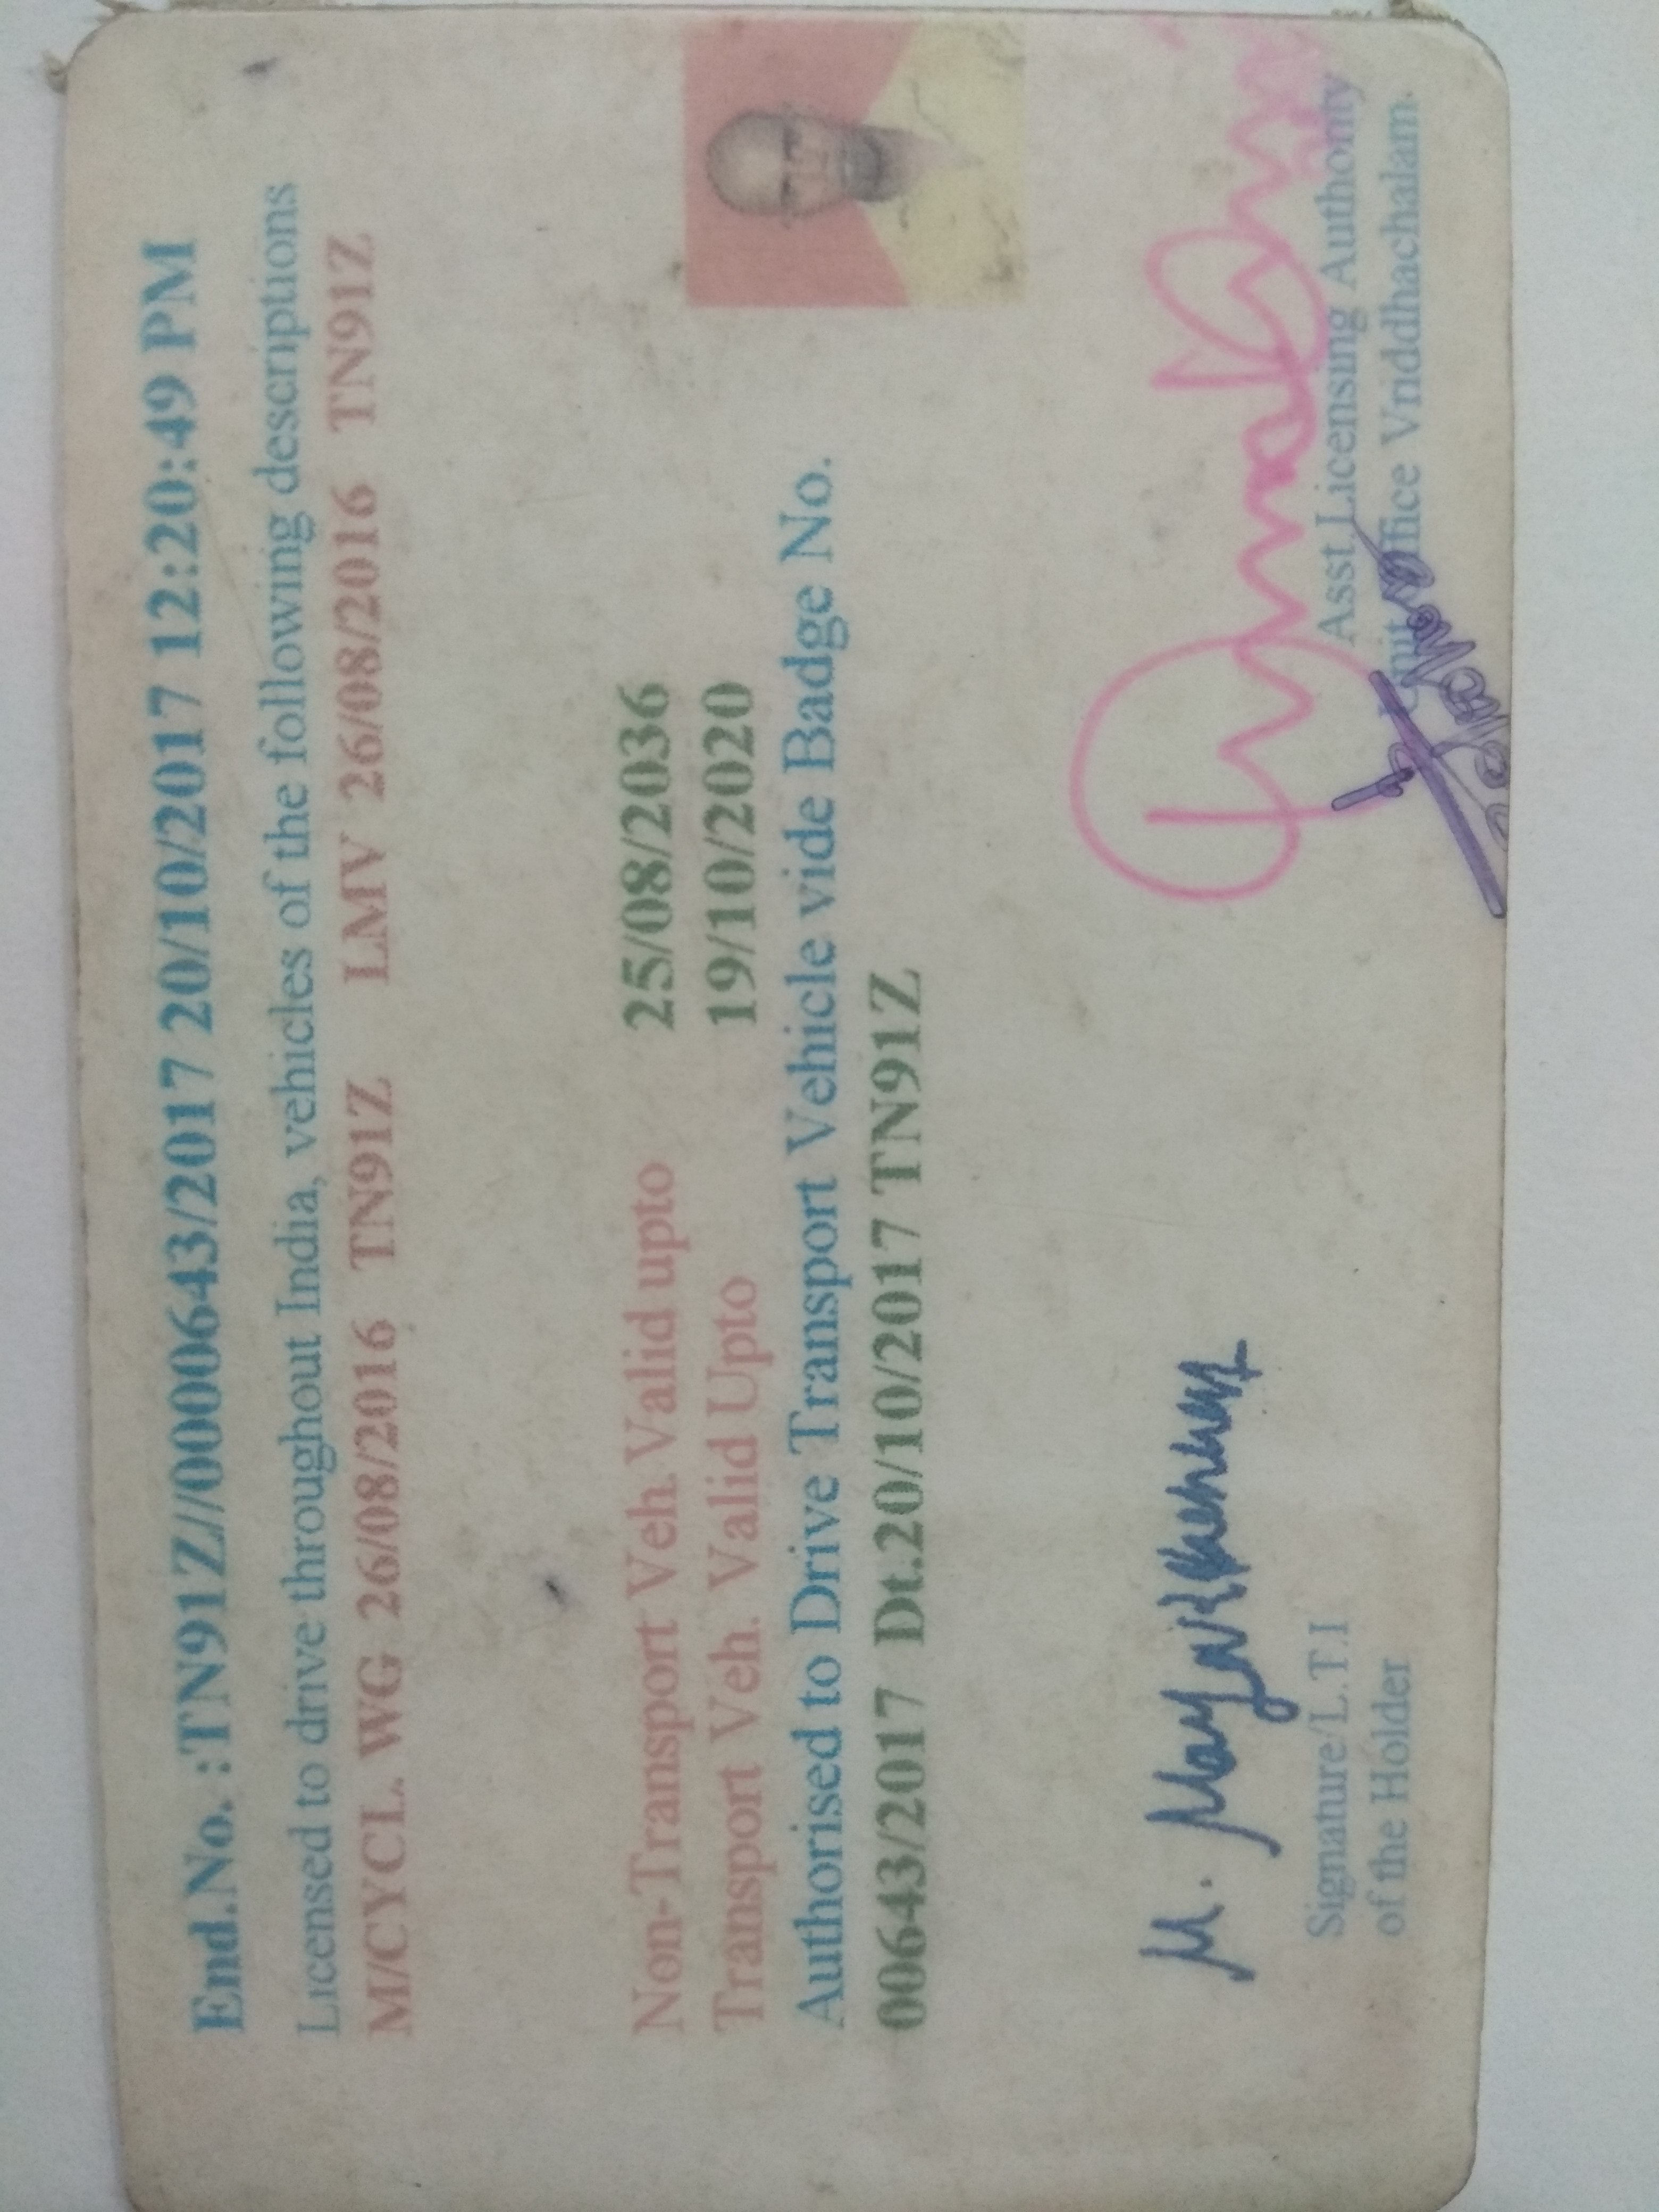 End.No. :TN91Z//000643/2017 20/10/2017 12:20:49 PM
Licensed to drive throughout India, vehicles of the following descriptions
M/CYCL. WG 26/08/2016 TN91Z LMV 26/08/2016 TN91Z
Non-Transport Veh. Valid upto 25/08/2036
Transport Veh. Valid Upto 19/10/2020
Authorised to Drive Transport Vehicle vide Badge No.
00643/2017 Dt.20/10/2017 TN91Z
M.
Signature/L.T.I
of the Holder
Asst.Licensing Authority
Unit Office Vriddhachalam.